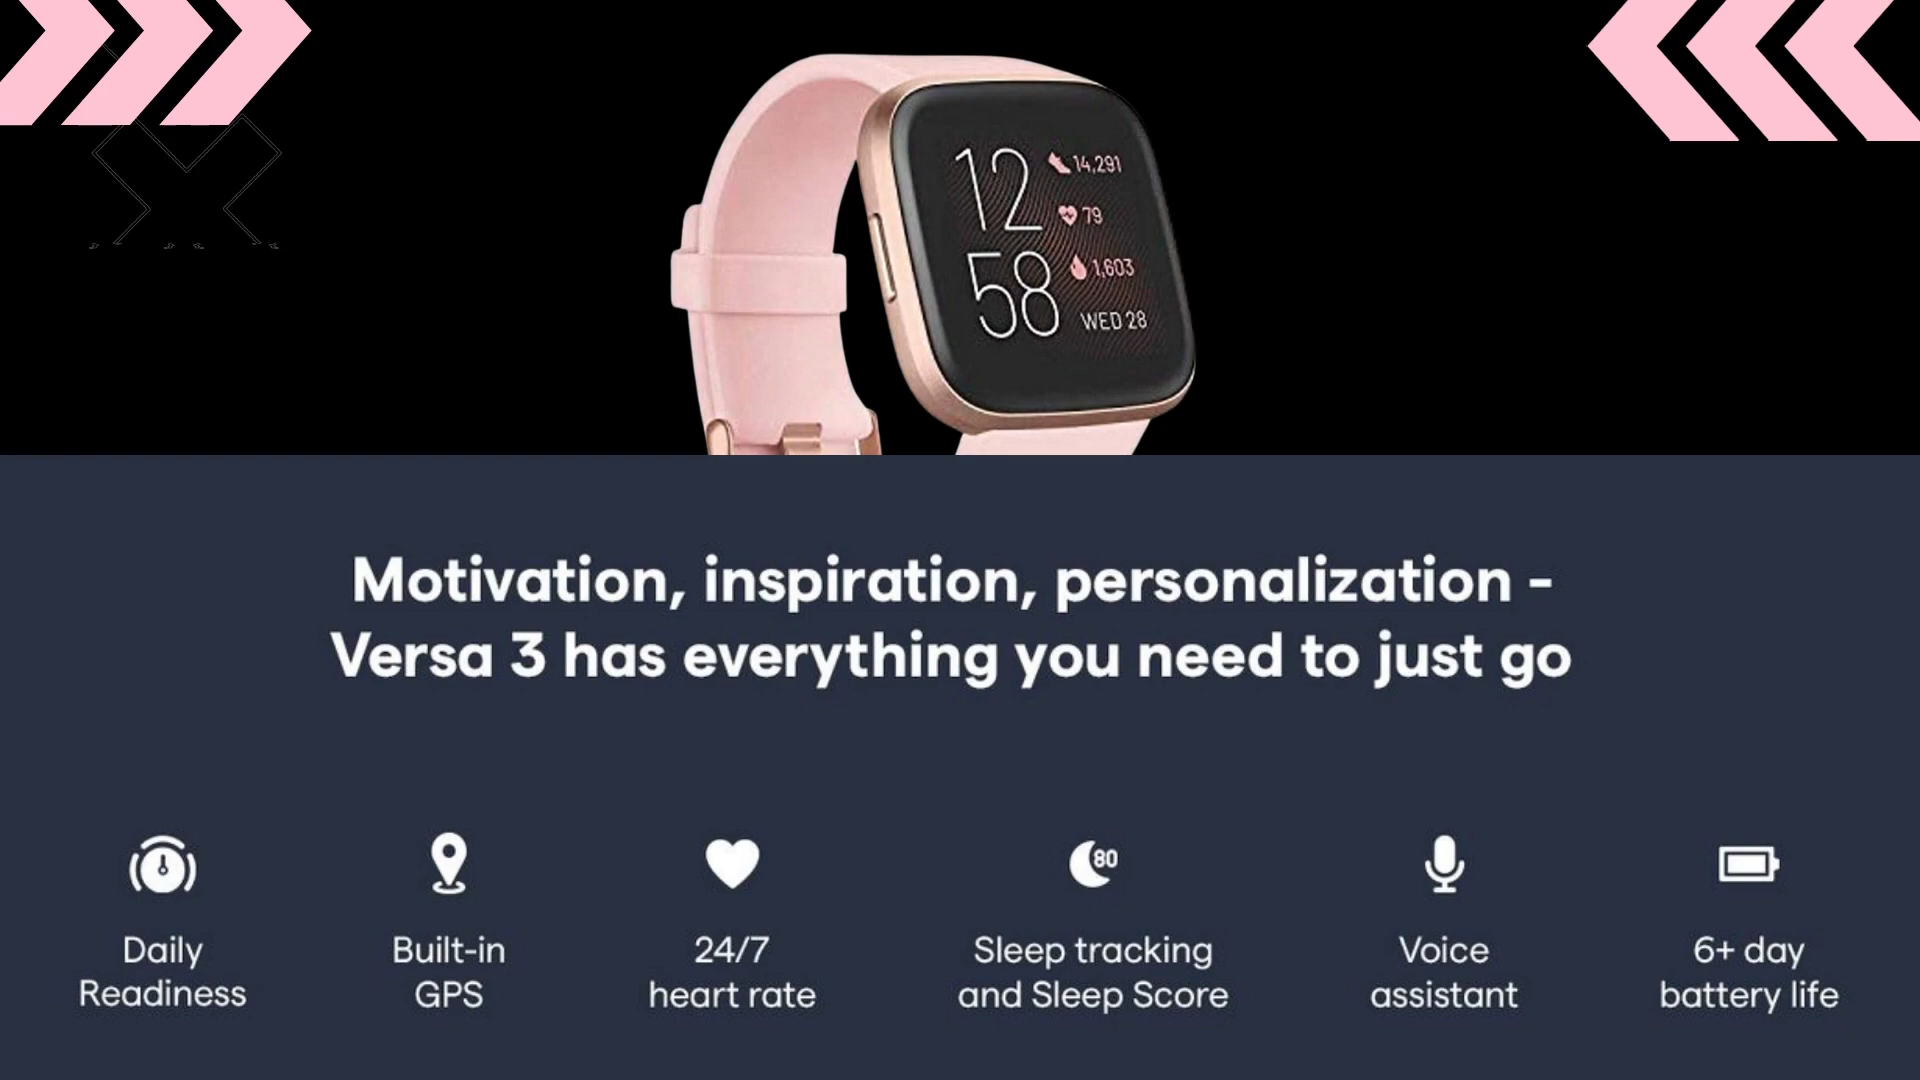 12
14,291
79
58
1,603
WED 28
Motivation, inspiration, personalization -
Versa 3 has everything you need to just go
80
Daily
Readiness
Built-in
GPS
24/7
heart rate
Sleep tracking
and Sleep Score
Voice
assistant
6+ day
battery life